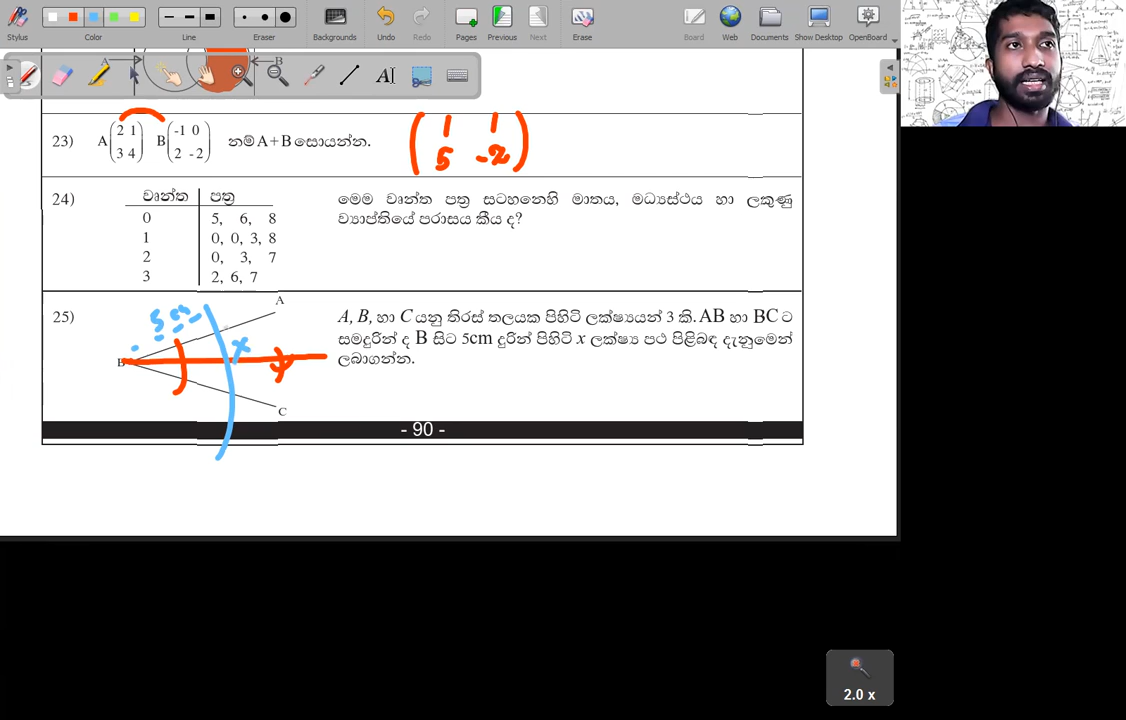 Stylus Color Line Eraser Backgrounds Undo Redo Pages Previous Next Erase Board Web Documents Show Desktop OpenBoard
A B
23) A (2 1 3 4) B (-1 0 2 -2) නම් A+B සොයන්න. (1 1 5 -2)
24) වෘන්ත පත්‍ර මෙම වෘන්ත පත්‍ර සටහනෙහි මාතය, මධ්‍යස්ථය හා ලකුණු
ව්‍යාප්තියේ පරාසය කීය ද?
0 5, 6, 8
1 0, 0, 3, 8
2 0, 3, 7
3 2, 6, 7
25) A, B, හා C යනු තිරස් තලයක පිහිටි ලක්ෂ්‍යයන් 3 කි. AB හා BC ට
සමදුරින් ද B සිට 5cm දුරින් පිහිටි x ලක්ෂ්‍ය පථ පිළිබඳ දැනුමෙන්
ලබාගන්න.
A
5 cm
x
B
C
- 90 -
2.0 x